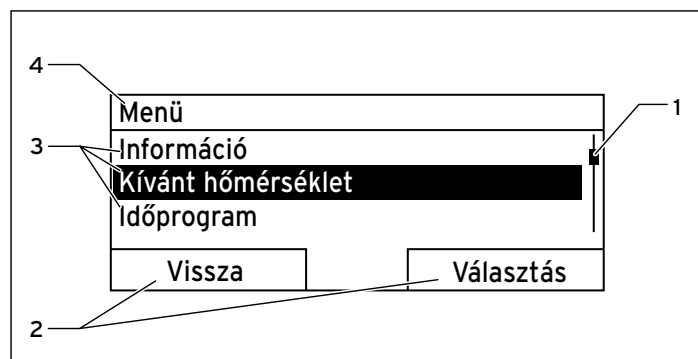 4
Menü
1
3
Információ
Kívánt hőmérséklet
Időprogram
Vissza
Választás
2